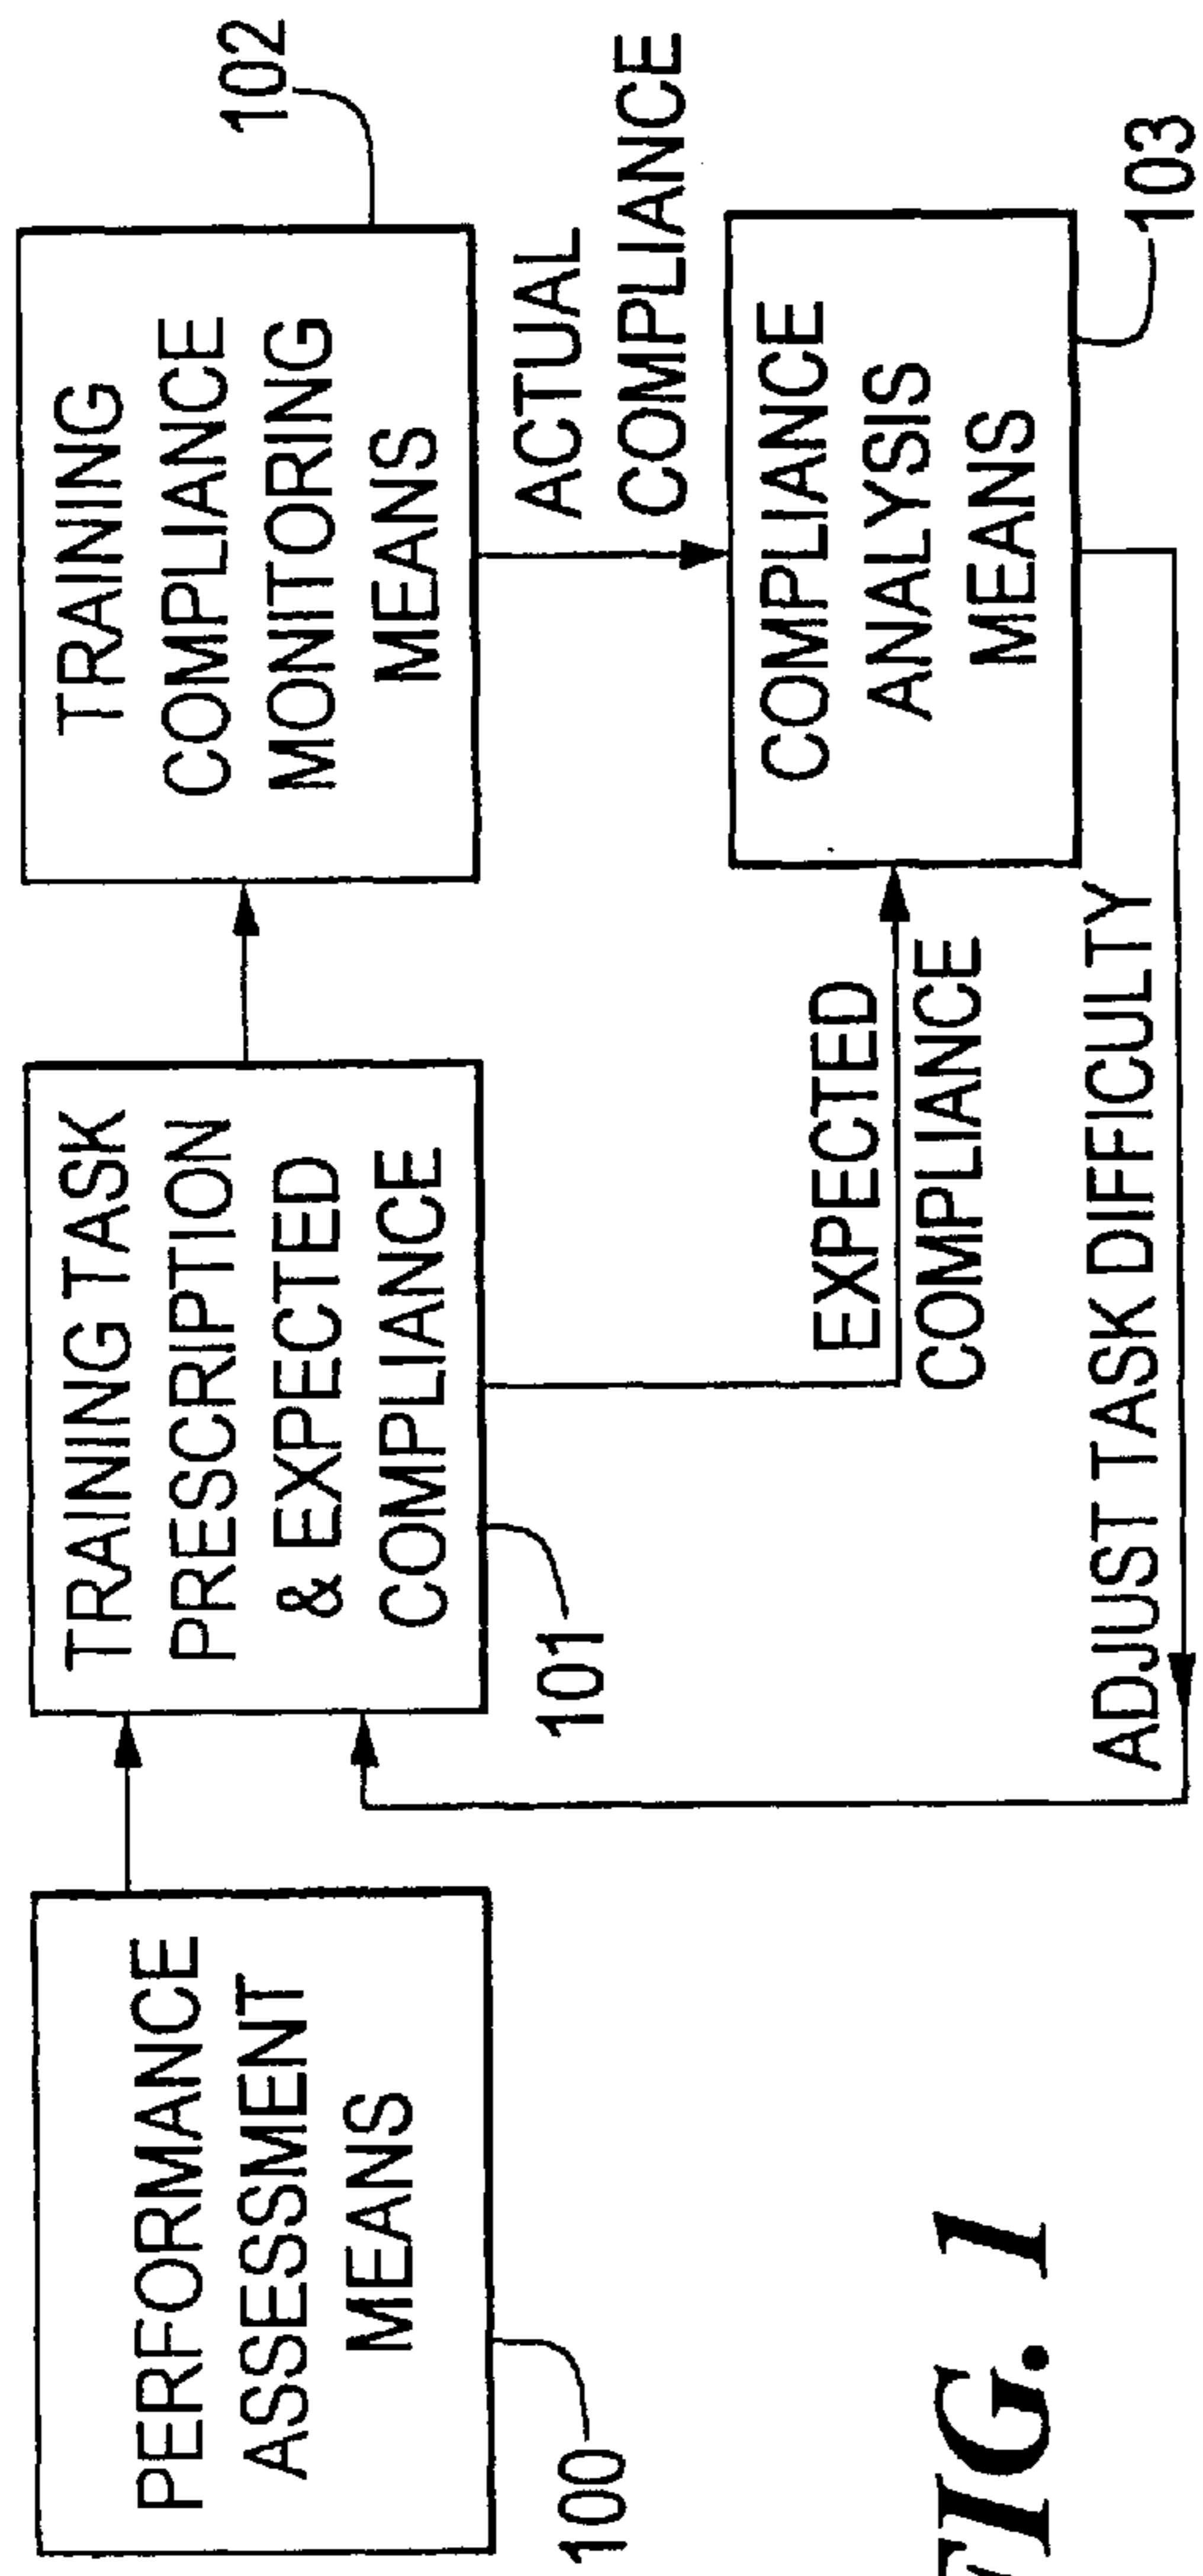 PERFORMANCE
ASSESSMENT
MEANS
100
TRAINING TASK
PRESCRIPTION
& EXPECTED
COMPLIANCE
101
TRAINING
COMPLIANCE
MONITORING
MEANS
102
ACTUAL
COMPLIANCE
EXPECTED
COMPLIANCE
COMPLIANCE
ANALYSIS
MEANS
103
ADJUST TASK DIFFICULTY
FIG. 1